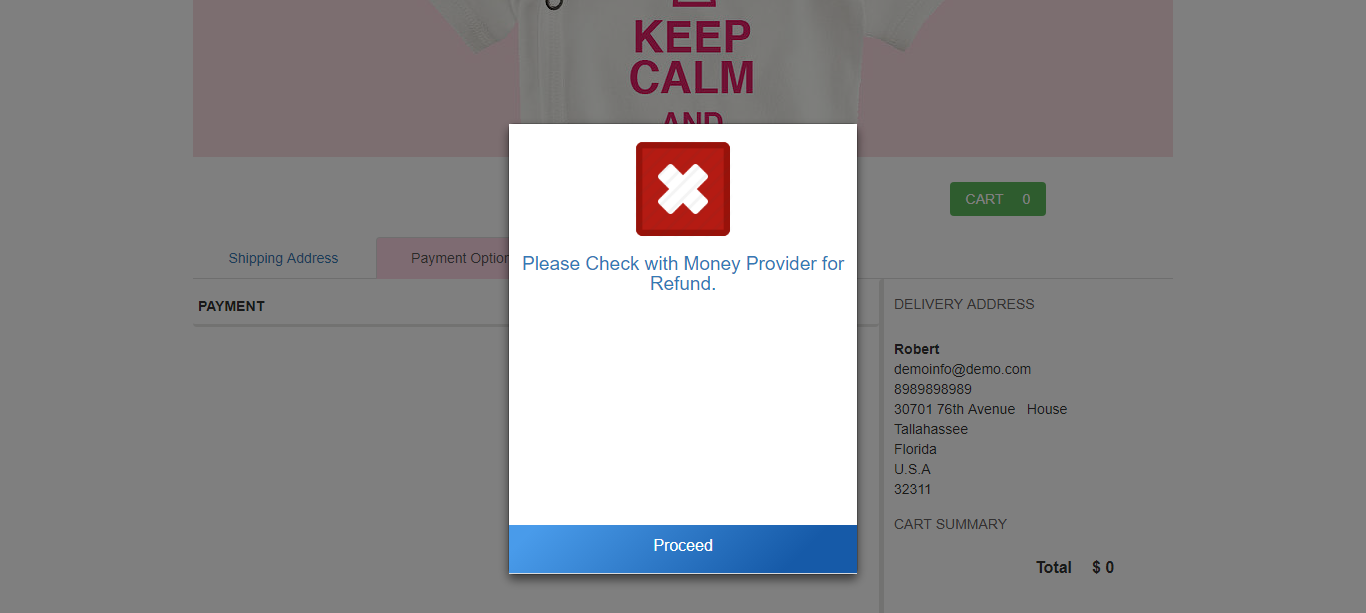 KEEP
CALM
AND
CART 0
Shipping Address
Payment Option
Please Check with Money Provider for
Refund.
PAYMENT
Proceed
DELIVERY ADDRESS
Robert
demoinfo@demo.com
8989898989
30701 76th Avenue House
Tallahassee
Florida
U.S.A
32311
CART SUMMARY
Total $ 0